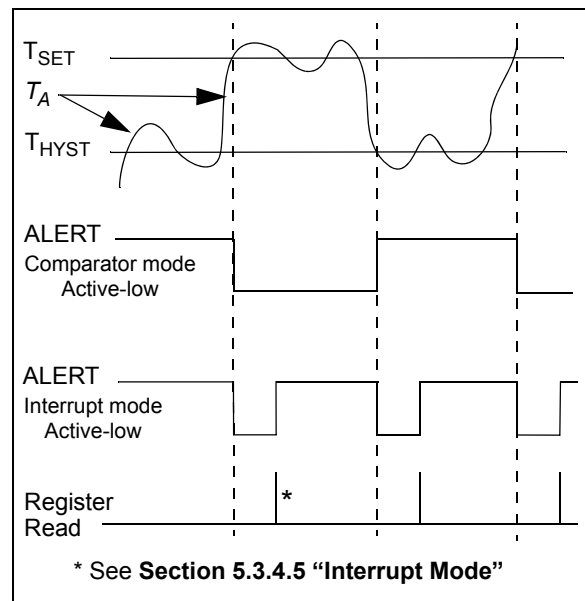 TSET
TA
THYST
ALERT
Comparator mode
Active-low
ALERT
Interrupt mode
Active-low
Register
Read
*
* See Section 5.3.4.5 “Interrupt Mode”